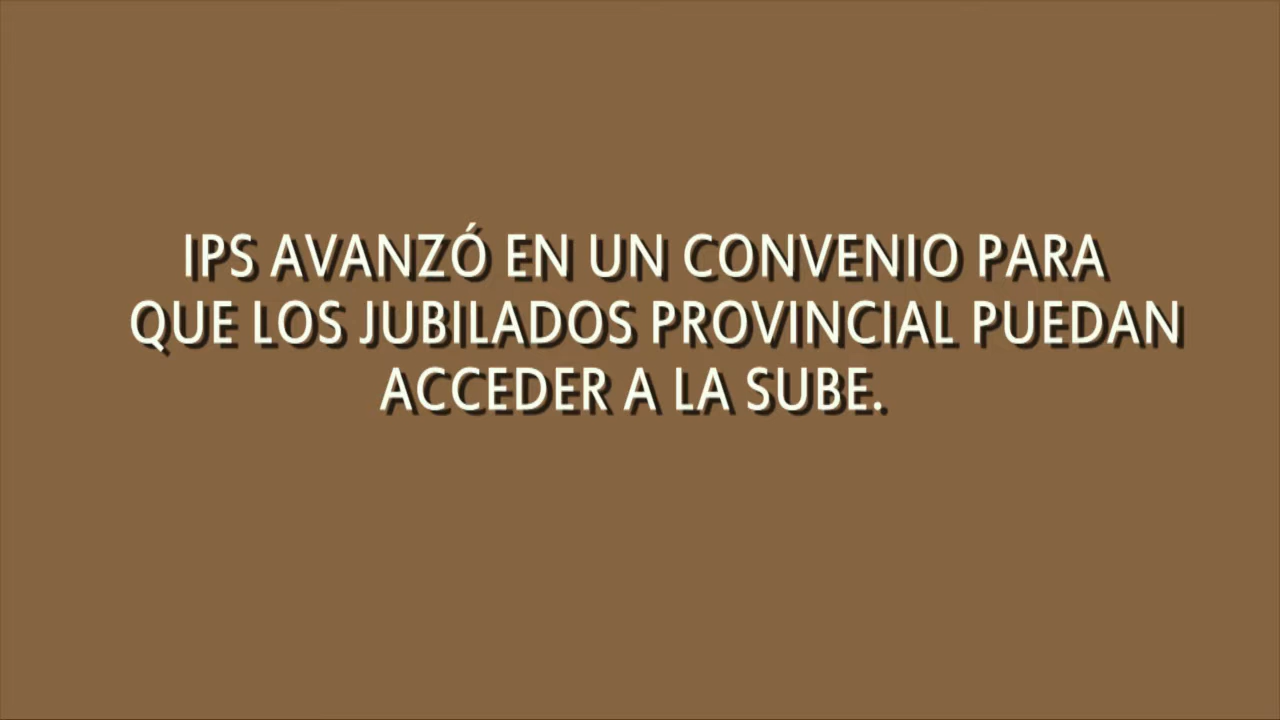 IPS AVANZÓ EN UN CONVENIO PARA
QUE LOS JUBILADOS PROVINCIAL PUEDAN
ACCEDER A LA SUBE.